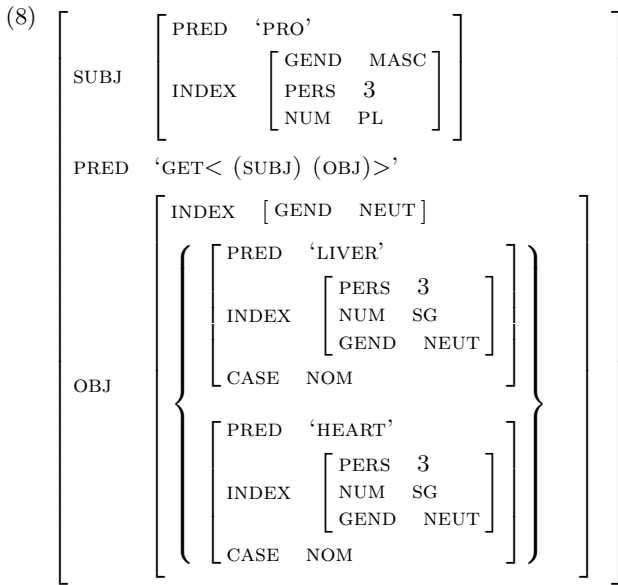 (8)
PRED ‘PRO’
GEND MASC
SUBJ
INDEX PERS 3
NUM PL
PRED ‘GET< (SUBJ) (OBJ)>’
INDEX [ GEND NEUT ]
PRED ‘LIVER’
PERS 3
INDEX NUM SG
GEND NEUT
CASE NOM
OBJ
PRED ‘HEART’
PERS 3
INDEX NUM SG
GEND NEUT
CASE NOM